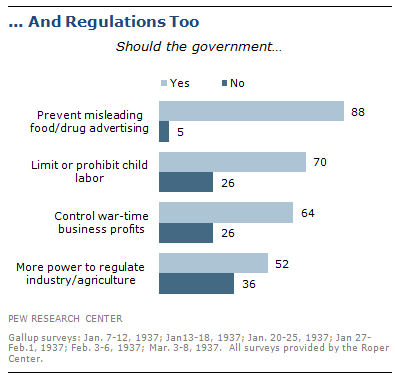 ... And Regulations Too
Should the government…
Yes No
Prevent misleading
food/drug advertising
88
5
Limit or prohibit child
labor
70
26
Control war-time
business profits
64
26
More power to regulate
industry/agriculture
52
36
PEW RESEARCH CENTER
Gallup surveys: Jan. 7-12, 1937; Jan13-18, 1937; Jan. 20-25, 1937; Jan 27-
Feb.1, 1937; Feb. 3-6, 1937; Mar. 3-8, 1937.  All surveys provided by the Roper
Center.